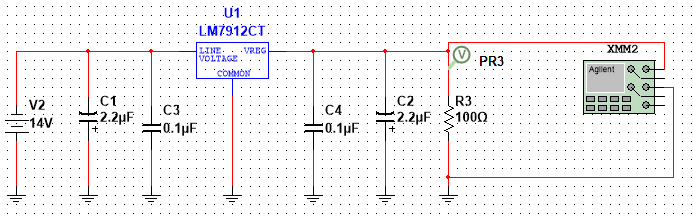 U1
LM7912CT
LINE VREG
VOLTAGE
COMMON
V
PR3
XMM2
Agilent
V2
14V
C1
2.2µF
+
C3
0.1µF
C4
0.1µF
C2
2.2µF
+
R3
100Ω